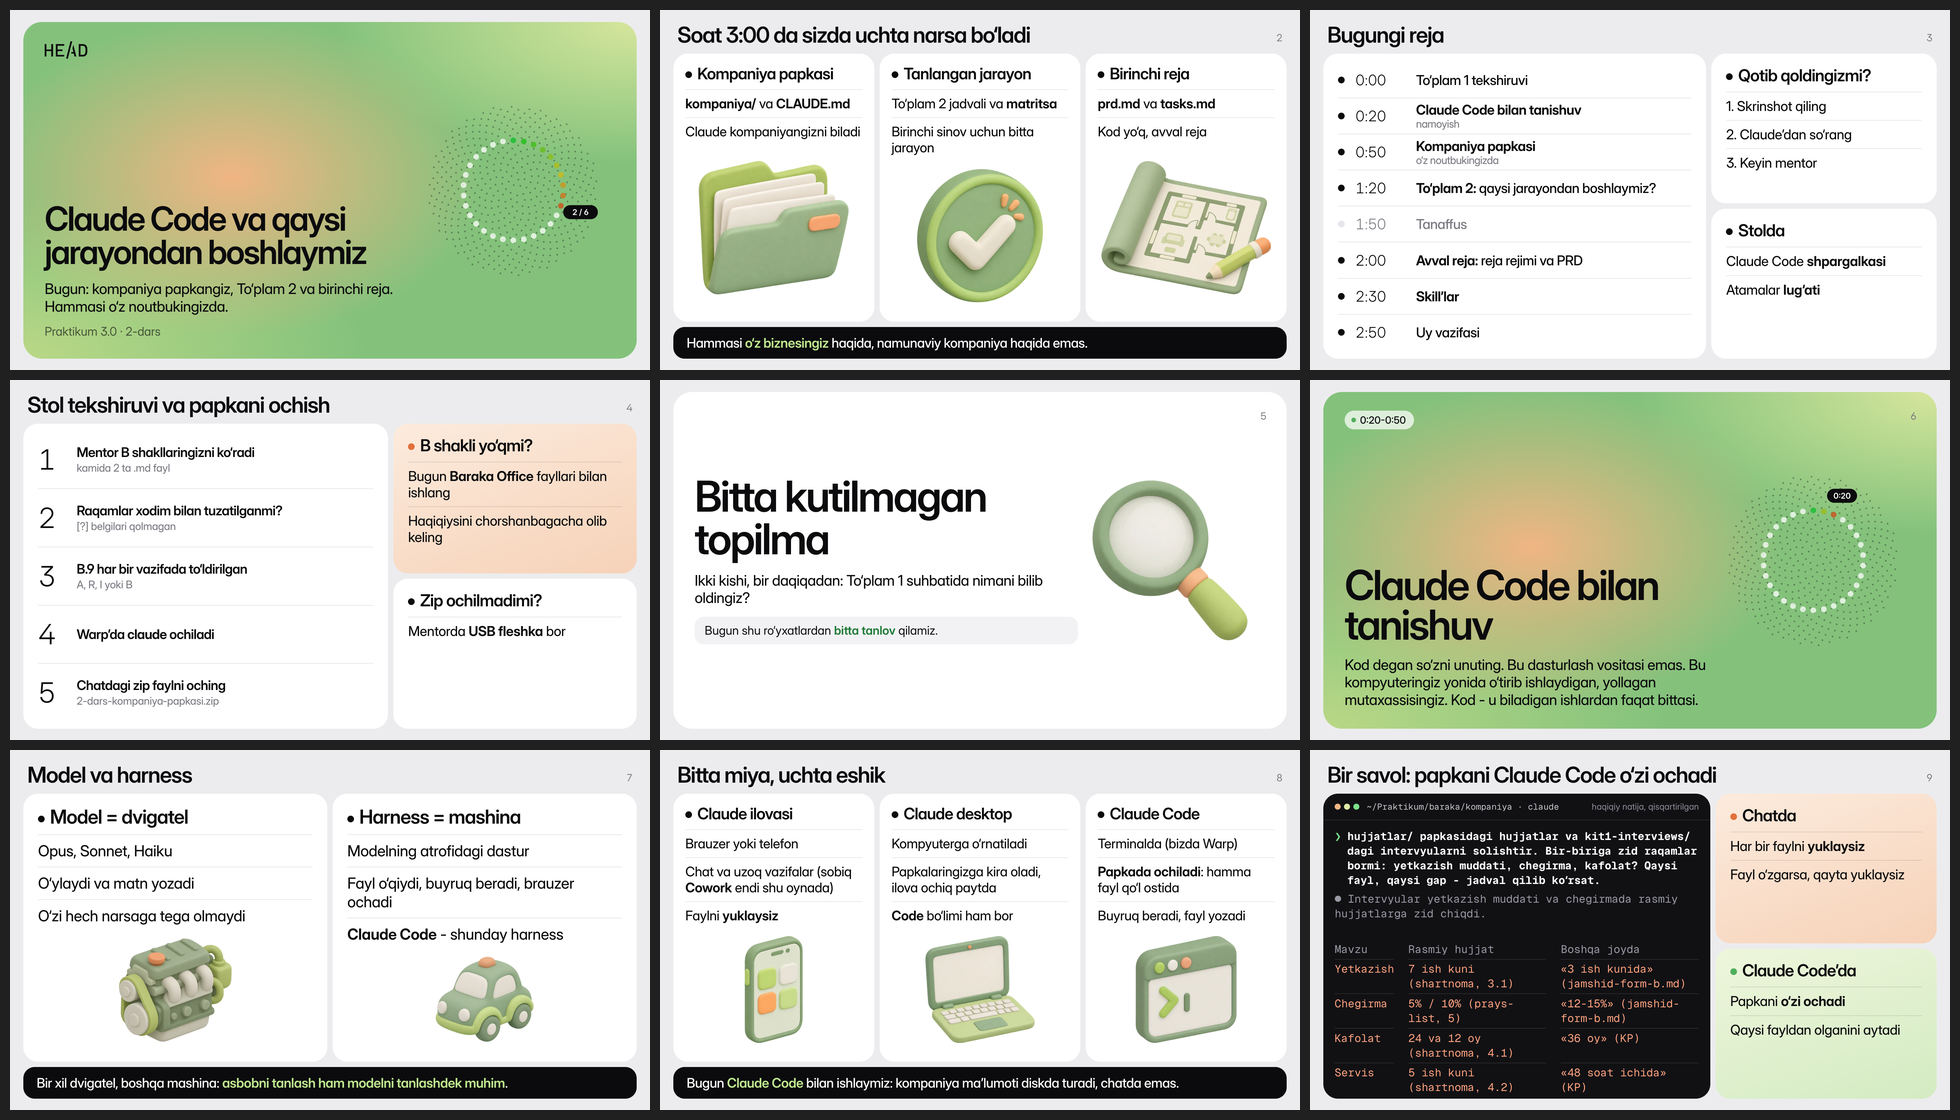 HE/D
Claude Code va qaysi
jarayondan boshlaymiz
Bugun: kompaniya papkangiz, To‘plam 2 va birinchi reja.
Hammasi o‘z noutbukingizda.
Praktikum 3.0 · 2-dars
2 / 6
Soat 3:00 da sizda uchta narsa bo‘ladi
2
Kompaniya papkasi
kompaniya/ va CLAUDE.md
Claude kompaniyangizni biladi
Tanlangan jarayon
To‘plam 2 jadvali va matritsa
Birinchi sinov uchun bitta
jarayon
Birinchi reja
prd.md va tasks.md
Kod yo‘q, avval reja
Hammasi o‘z biznesingiz haqida, namunaviy kompaniya haqida emas.
Bugungi reja
3
0:00 To‘plam 1 tekshiruvi
0:20 Claude Code bilan tanishuv
namoyish
0:50 Kompaniya papkasi
o‘z noutbukingizda
1:20 To‘plam 2: qaysi jarayondan boshlaymiz?
1:50 Tanaffus
2:00 Avval reja: reja rejimi va PRD
2:30 Skill’lar
2:50 Uy vazifasi
Qotib qoldingizmi?
1. Skrinshot qiling
2. Claude’dan so‘rang
3. Keyin mentor
Stolda
Claude Code shpargalkasi
Atamalar lug‘ati
Stol tekshiruvi va papkani ochish
4
1 Mentor B shakllaringizni ko‘radi
kamida 2 ta .md fayl
2 Raqamlar xodim bilan tuzatilganmi?
[?] belgilari qolmagan
3 B.9 har bir vazifada to‘ldirilgan
A, R, I yoki B
4 Warp’da claude ochiladi
5 Chatdagi zip faylni oching
2-dars-kompaniya-papkasi.zip
B shakli yo‘qmi?
Bugun Baraka Office fayllari bilan
ishlang
Haqiqiysini chorshanbagacha olib
keling
Zip ochilmadimi?
Mentorda USB fleshka bor
5
Bitta kutilmagan
topilma
Ikki kishi, bir daqiqadan: To‘plam 1 suhbatida nimani bilib
oldingiz?
Bugun shu ro‘yxatlardan bitta tanlov qilamiz.
0:20-0:50
6
0:20
Claude Code bilan
tanishuv
Kod degan so‘zni unuting. Bu dasturlash vositasi emas. Bu
kompyuteringiz yonida o‘tirib ishlaydigan, yollagan
mutaxassisingiz. Kod - u biladigan ishlardan faqat bittasi.
Model va harness
7
Model = dvigatel
Opus, Sonnet, Haiku
O‘ylaydi va matn yozadi
O‘zi hech narsaga tega olmaydi
Harness = mashina
Modelning atrofidagi dastur
Fayl o‘qiydi, buyruq beradi, brauzer
ochadi
Claude Code - shunday harness
Bir xil dvigatel, boshqa mashina: asbobni tanlash ham modelni tanlashdek muhim.
Bitta miya, uchta eshik
8
Claude ilovasi
Brauzer yoki telefon
Chat va uzoq vazifalar (sobiq
Cowork endi shu oynada)
Faylni yuklaysiz
Claude desktop
Kompyuterga o‘rnatiladi
Papkalaringizga kira oladi,
ilova ochiq paytda
Code bo‘limi ham bor
Claude Code
Terminalda (bizda Warp)
Papkada ochiladi: hamma
fayl qo‘l ostida
Buyruq beradi, fayl yozadi
Bugun Claude Code bilan ishlaymiz: kompaniya ma’lumoti diskda turadi, chatda emas.
Bir savol: papkani Claude Code o‘zi ochadi
9
~/Praktikum/baraka/kompaniya · claude
haqiqiy natija, qisqartirilgan
❯ hujjatlar/ papkasidagi hujjatlar va kit1-interviews/
dagi intervyularni solishtir. Bir-biriga zid raqamlar
bormi: yetkazish muddati, chegirma, kafolat? Qaysi
fayl, qaysi gap - jadval qilib ko‘rsat.
● Intervyular yetkazish muddati va chegirmada rasmiy
hujjatlarga zid chiqdi.
Mavzu Rasmiy hujjat Boshqa joyda
Yetkazish 7 ish kuni «3 ish kunida»
(shartnoma, 3.1) (jamshid-form-b.md)
Chegirma 5% / 10% (prays- «12-15%» (jamshid-
list, 5) form-b.md)
Kafolat 24 va 12 oy «36 oy» (KP)
(shartnoma, 4.1)
Servis 5 ish kuni «48 soat ichida»
(shartnoma, 4.2) (KP)
Chatda
Har bir faylni yuklaysiz
Fayl o‘zgarsa, qayta yuklaysiz
Claude Code’da
Papkani o‘zi ochadi
Qaysi fayldan olganini aytadi